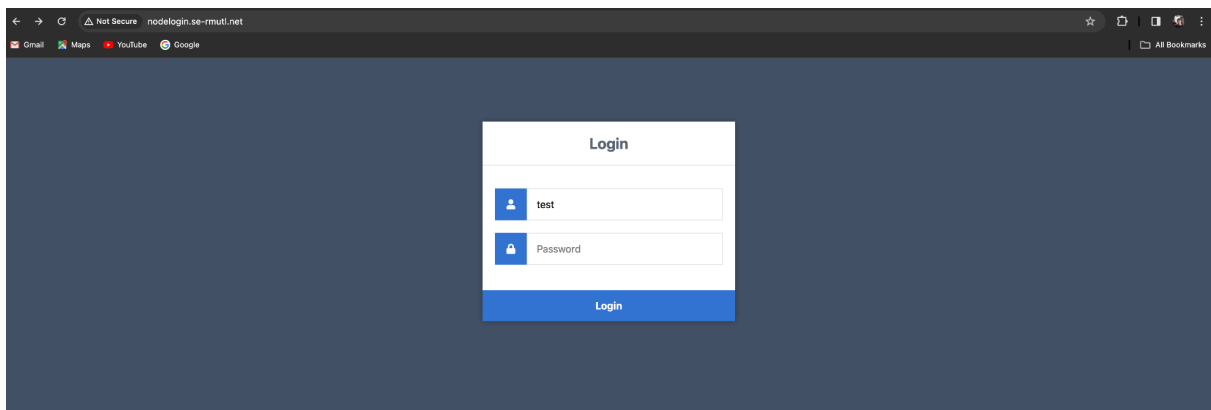 Not Secure nodelogin.se-rmutl.net
Gmail Maps YouTube Google All Bookmarks
Login
test
Password
Login